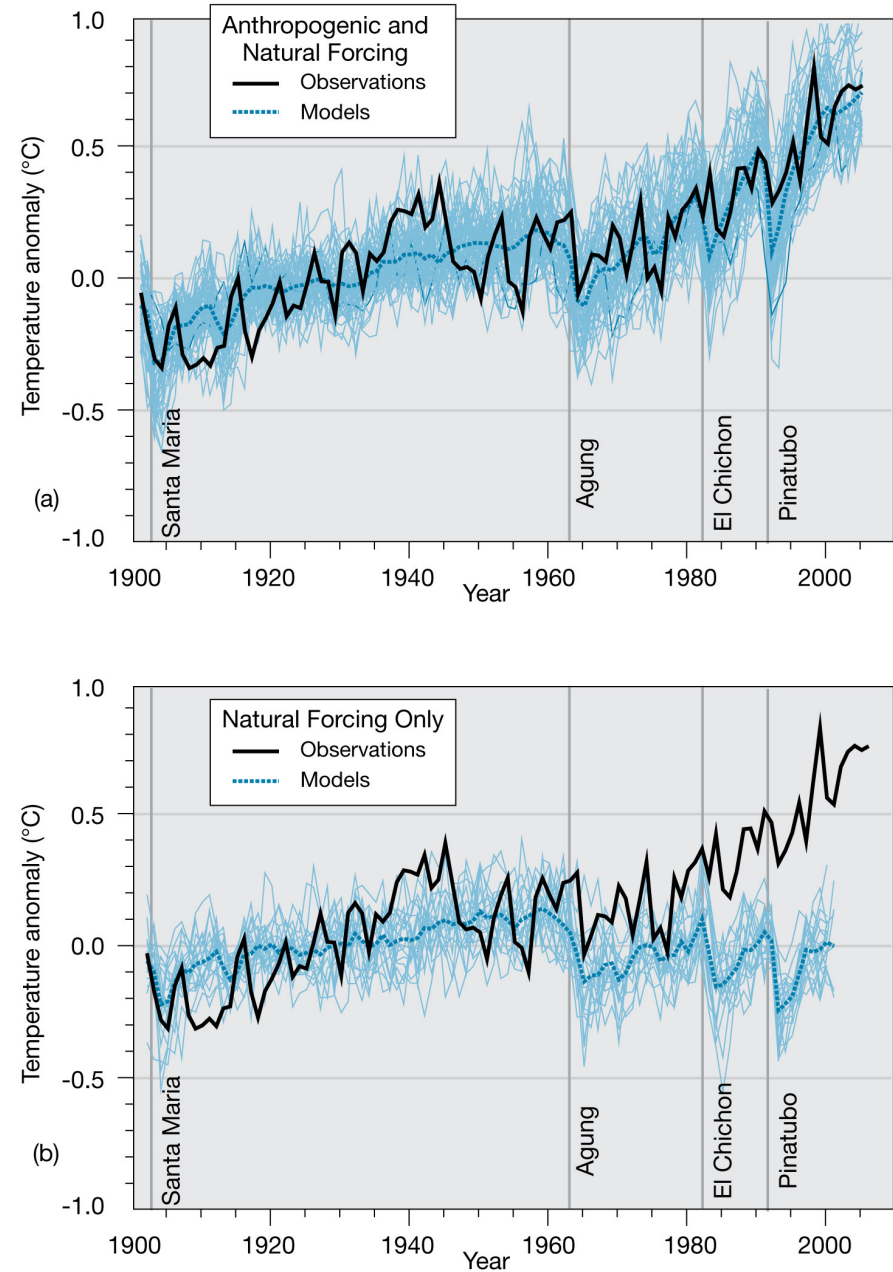 Anthropogenic and
Natural Forcing
Observations
Models
1.0
0.5
0.0
-0.5
-1.0
Temperature anomaly (°C)
Santa Maria
Agung
El Chichon
Pinatubo
(a)
1900
1920
1940
1960
1980
2000
Year
Natural Forcing Only
Observations
Models
1.0
0.5
0.0
-0.5
-1.0
Temperature anomaly (°C)
Santa Maria
Agung
El Chichon
Pinatubo
(b)
1900
1920
1940
1960
1980
2000
Year